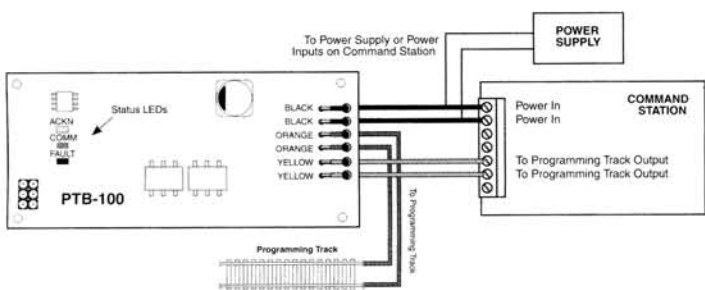 To Power Supply or Power
Inputs on Command Station
POWER
SUPPLY
ACKN
COMM
FAULT
Status LEDs
PTB-100
BLACK
BLACK
ORANGE
ORANGE
YELLOW
YELLOW
Power In
Power In
COMMAND
STATION
To Programming Track Output
To Programming Track Output
To Programming Track
Programming Track